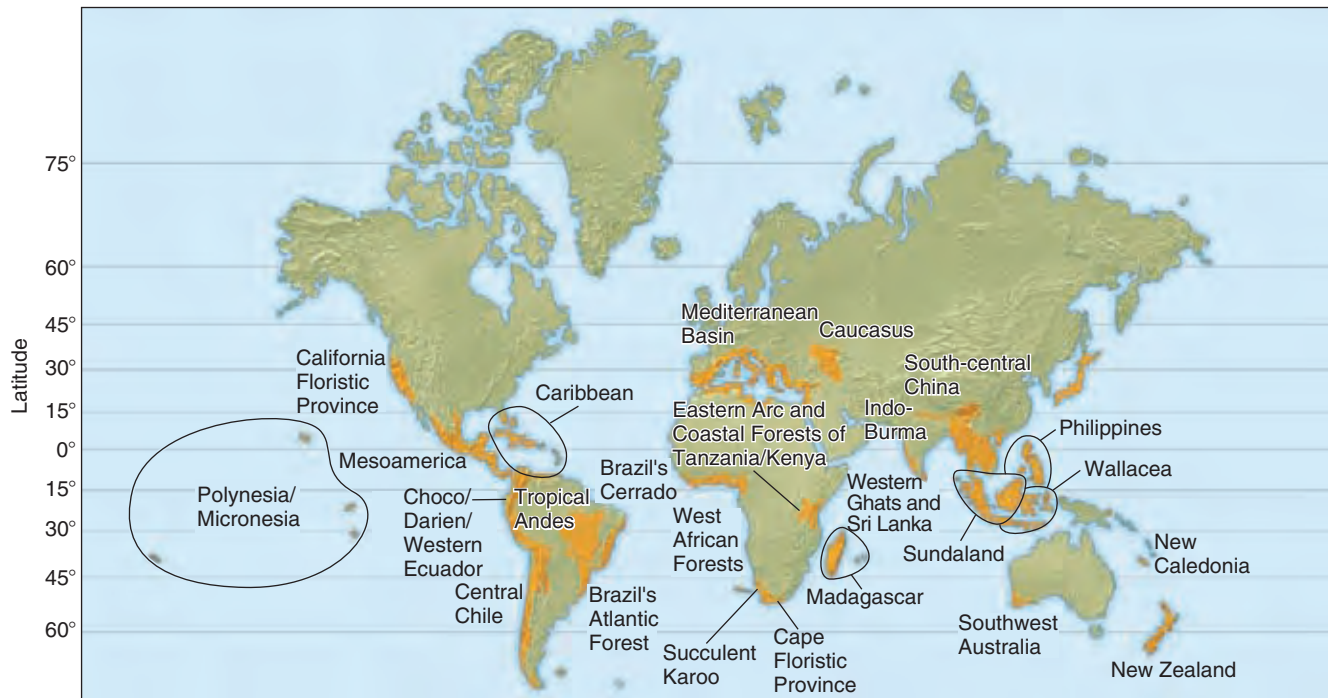 Latitude
75°
60°
45°
30°
15°
0°
15°
30°
45°
60°
Mediterranean
Basin
Caucasus
California
Floristic
Province
South-central
China
Caribbean
Eastern Arc and
Coastal Forests of
Tanzania/Kenya
Indo-
Burma
Philippines
Mesoamerica
Wallacea
Polynesia/
Micronesia
Choco/
Darien/
Western
Ecuador
Tropical
Andes
Brazil's
Cerrado
West
African
Forests
Western
Ghats and
Sri Lanka
Sundaland
New
Caledonia
Central
Chile
Brazil's
Atlantic
Forest
Madagascar
Succulent
Karoo
Cape
Floristic
Province
Southwest
Australia
New Zealand